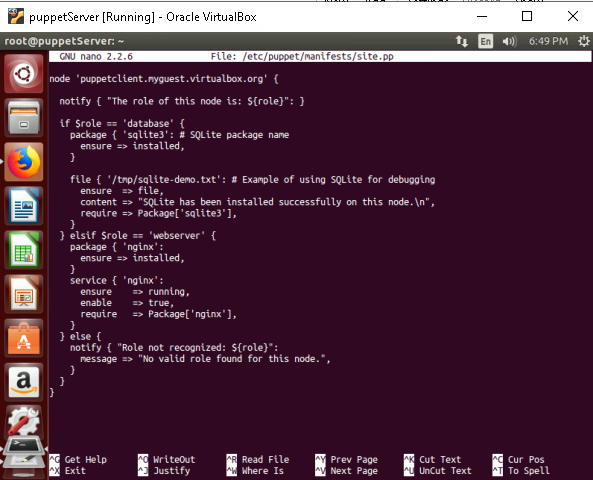 puppetServer [Running] - Oracle VirtualBox
root@puppetServer: ~ En 6:49 PM
GNU nano 2.2.6 File: /etc/puppet/manifests/site.pp
node 'puppetclient.myguest.virtualbox.org' {
notify { "The role of this node is: ${role}": }
if $role == 'database' {
package { 'sqlite3': # SQLite package name
ensure => installed,
}
file { '/tmp/sqlite-demo.txt': # Example of using SQLite for debugging
ensure => file,
content => "SQLite has been installed successfully on this node.\n",
require => Package['sqlite3'],
}
} elsif $role == 'webserver' {
package { 'nginx':
ensure => installed,
}
service { 'nginx':
ensure => running,
enable => true,
require => Package['nginx'],
}
} else {
notify { "Role not recognized: ${role}":
message => "No valid role found for this node.",
}
}
}
^G Get Help ^O WriteOut ^R Read File ^Y Prev Page ^K Cut Text ^C Cur Pos
^X Exit ^J Justify ^W Where Is ^V Next Page ^U UnCut Text ^T To Spell